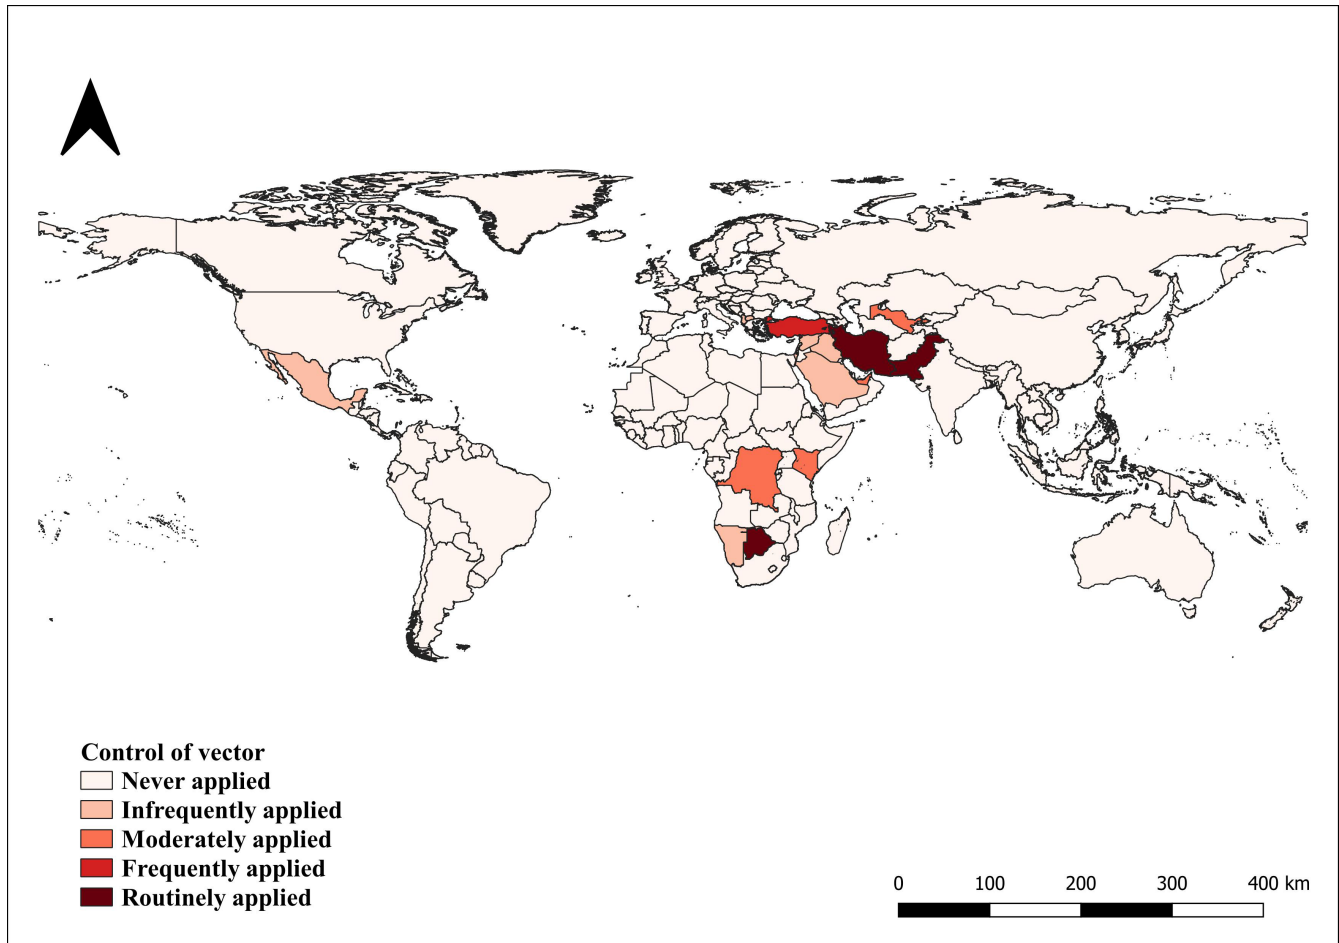 Control of vector
Never applied
Infrequently applied
Moderately applied
Frequently applied
Routinely applied
0 100 200 300 400 km